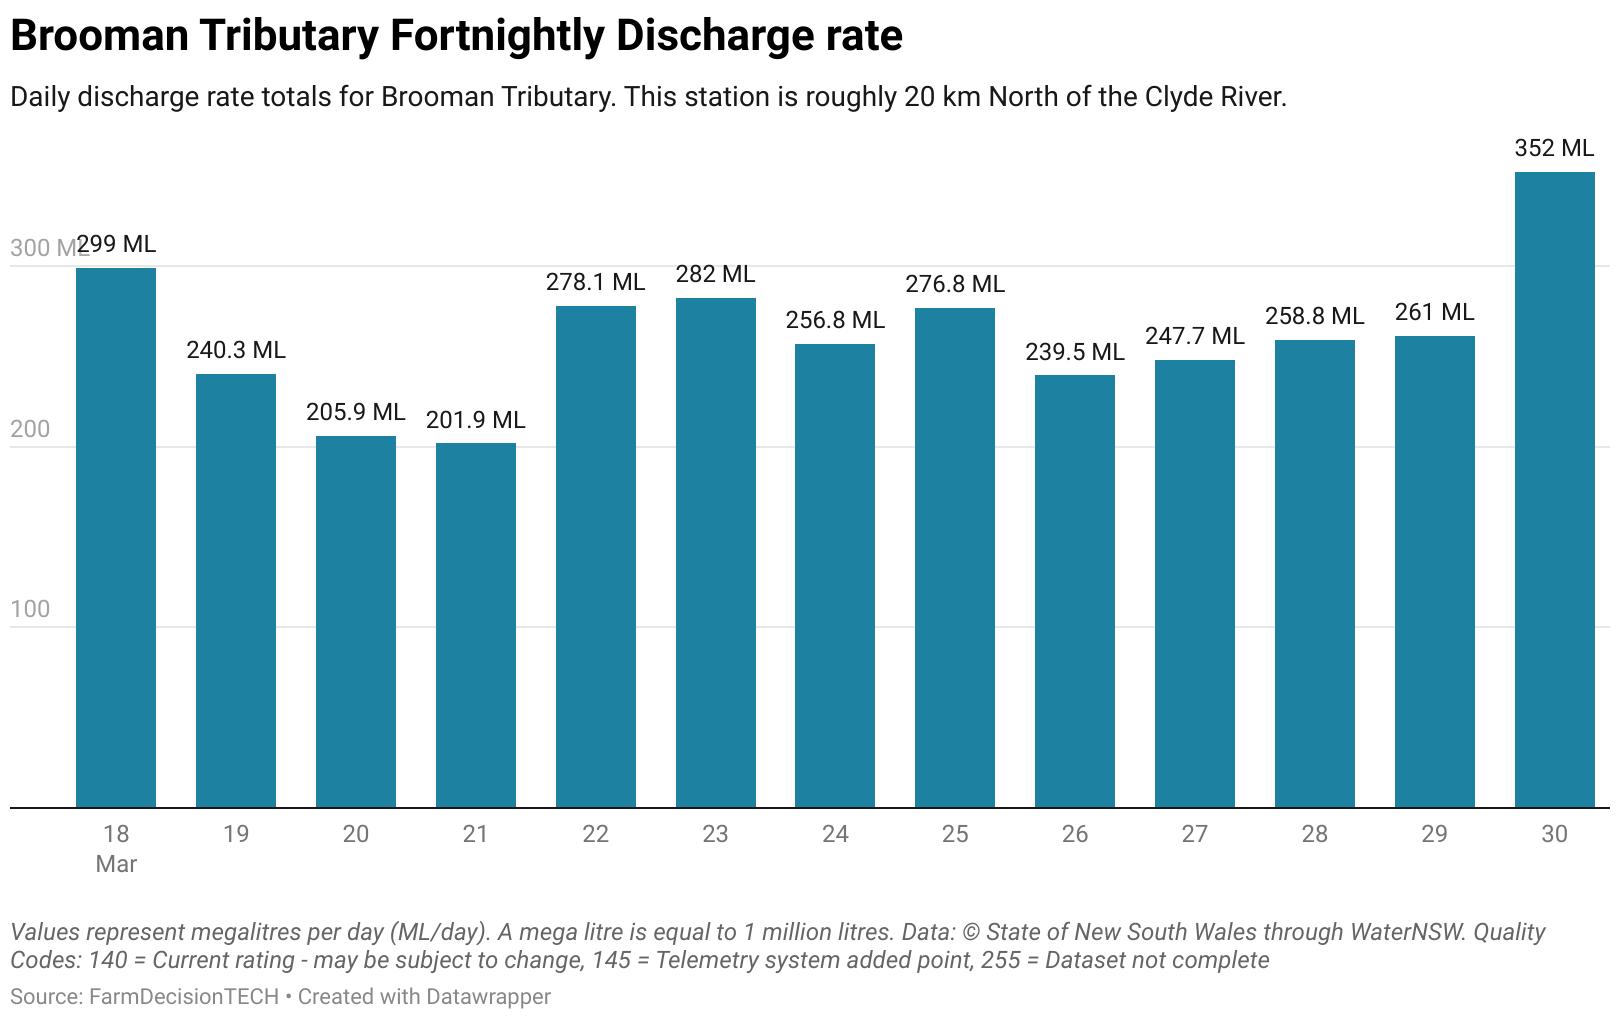 Brooman Tributary Fortnightly Discharge rate
Daily discharge rate totals for Brooman Tributary. This station is roughly 20 km North of the Clyde River.
352 ML
300 ML
299 ML
278.1 ML
282 ML
276.8 ML
256.8 ML
258.8 ML
261 ML
240.3 ML
239.5 ML
247.7 ML
205.9 ML
201.9 ML
200
100
18 19 20 21 22 23 24 25 26 27 28 29 30
Mar
Values represent megalitres per day (ML/day). A mega litre is equal to 1 million litres. Data: © State of New South Wales through WaterNSW. Quality
Codes: 140 = Current rating - may be subject to change, 145 = Telemetry system added point, 255 = Dataset not complete
Source: FarmDecisionTECH • Created with Datawrapper